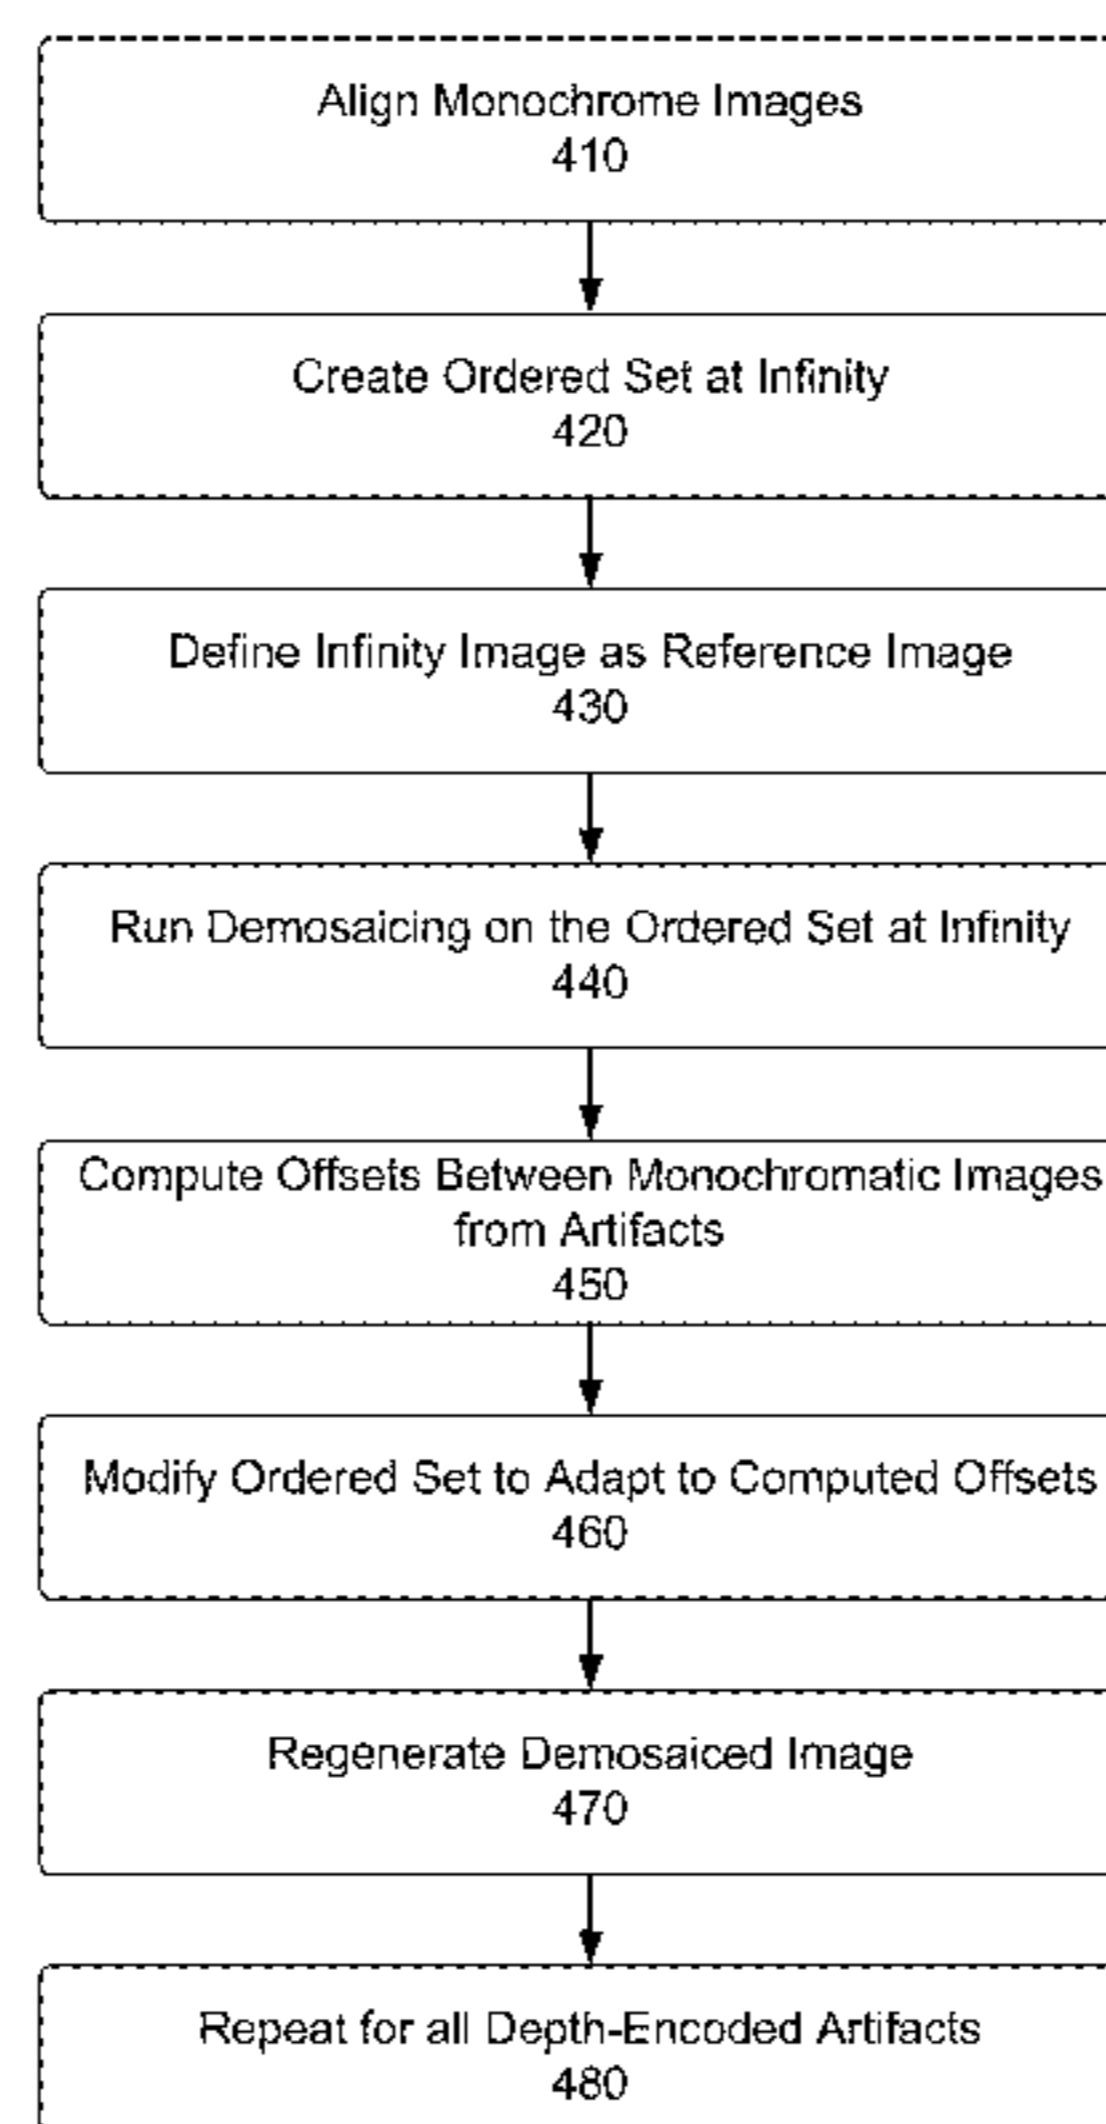 Align Monochrome Images
410
Create Ordered Set at Infinity
420
Define Infinity Image as Reference Image
430
Run Demosaicing on the Ordered Set at Infinity
440
Compute Offsets Between Monochromatic Images
from Artifacts
450
Modify Ordered Set to Adapt to Computed Offsets
460
Regenerate Demosaiced Image
470
Repeat for all Depth-Encoded Artifacts
480